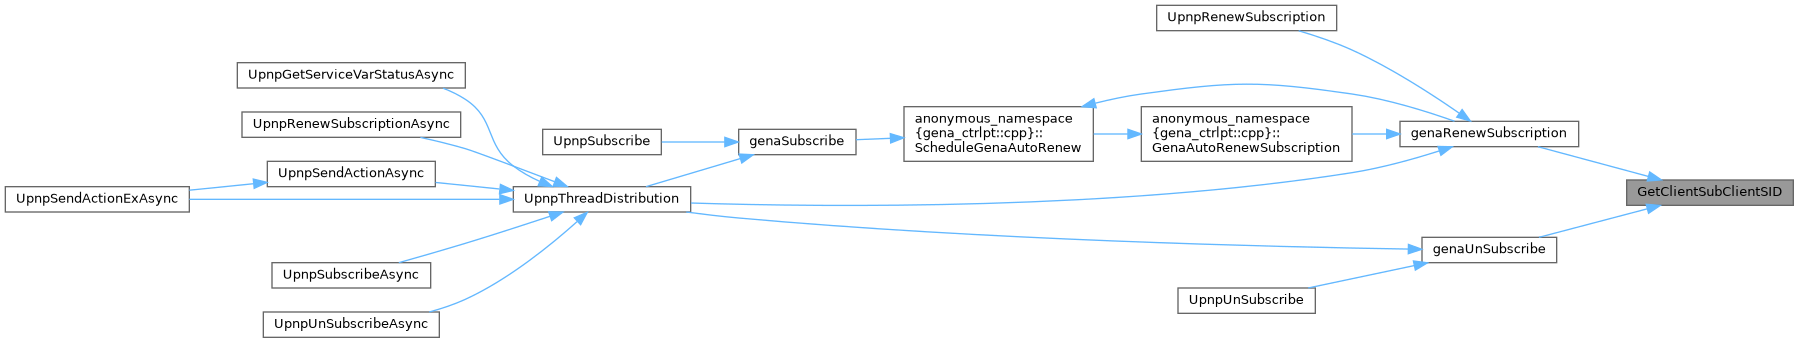 UpnpRenewSubscription
UpnpGetServiceVarStatusAsync
UpnpRenewSubscriptionAsync
UpnpSubscribe
genaSubscribe
anonymous_namespace
{gena_ctrlpt::cpp}::
ScheduleGenaAutoRenew
anonymous_namespace
{gena_ctrlpt::cpp}::
GenaAutoRenewSubscription
genaRenewSubscription
UpnpSendActionAsync
UpnpSendActionExAsync
UpnpThreadDistribution
GetClientSubClientSID
genaUnSubscribe
UpnpSubscribeAsync
UpnpUnSubscribe
UpnpUnSubscribeAsync